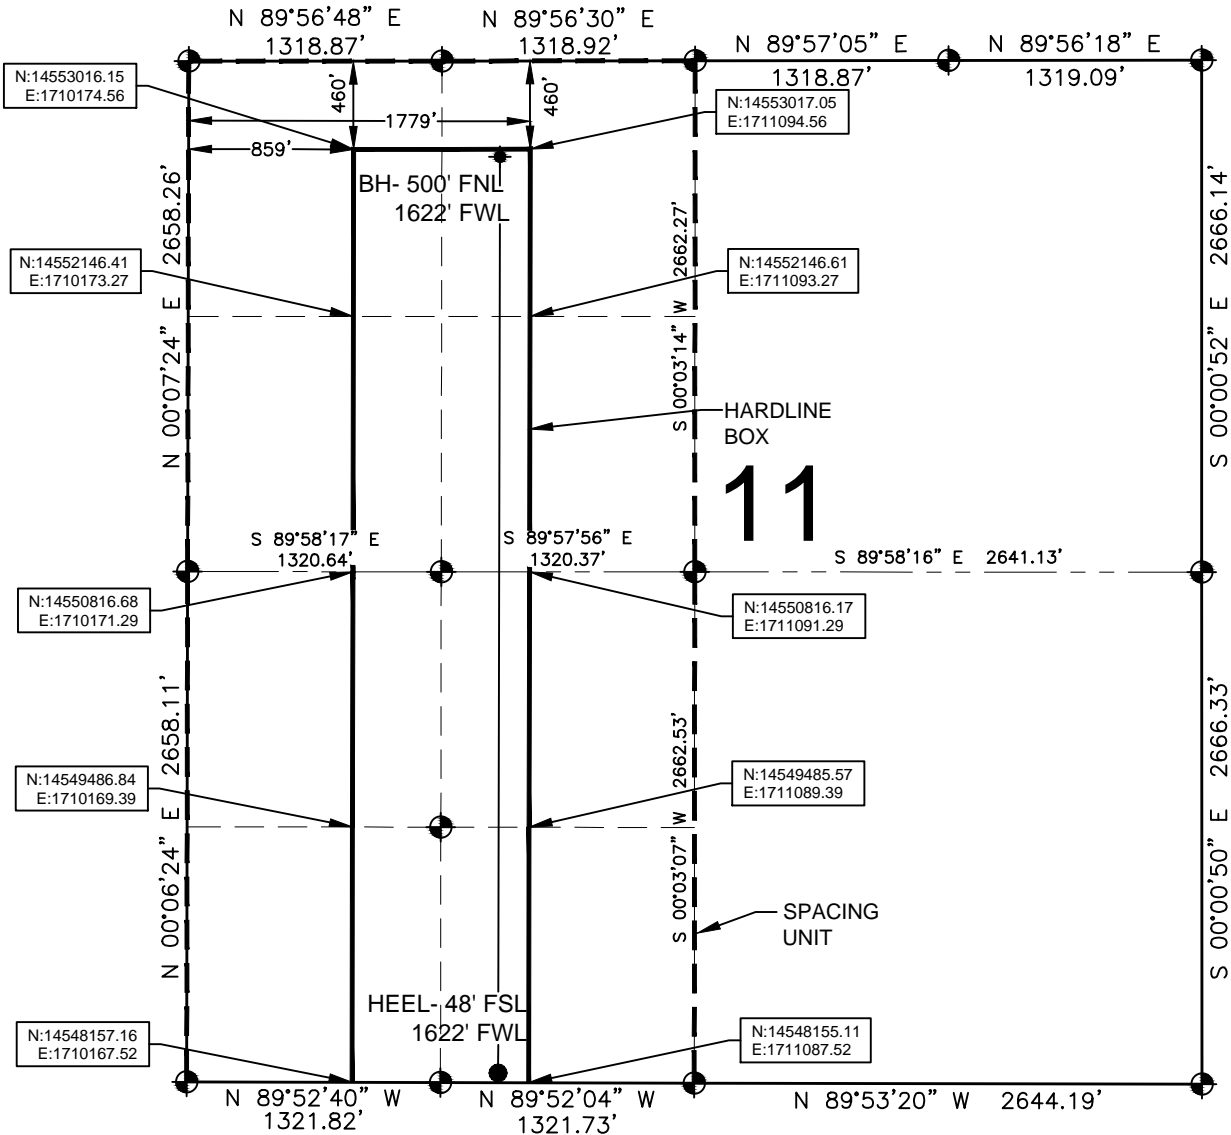 N 89°56'48" E
1318.87'
N 89°56'30" E
1318.92'
N 89°57'05" E
1318.87'
N 89°56'18" E
1319.09'
N:14553016.15
E:1710174.56
460'
460'
N:14553017.05
E:1711094.56
1779'
859'
BH- 500' FNL
1622' FWL
N 00°07'24" E 2658.26'
S 00°03'14" W 2662.27'
S 00°00'52" E 2666.14'
N:14552146.41
E:1710173.27
N:14552146.61
E:1711093.27
HARDLINE
BOX
11
S 89°58'17" E
1320.64'
S 89°57'56" E
1320.37'
S 89°58'16" E 2641.13'
N:14550816.68
E:1710171.29
N:14550816.17
E:1711091.29
N 00°06'24" E 2658.11'
S 00°03'07" W 2662.53'
S 00°00'50" E 2666.33'
N:14549486.84
E:1710169.39
N:14549485.57
E:1711089.39
SPACING
UNIT
HEEL- 48' FSL
1622' FWL
N:14548157.16
E:1710167.52
N:14548155.11
E:1711087.52
N 89°52'40" W
1321.82'
N 89°52'04" W
1321.73'
N 89°53'20" W 2644.19'